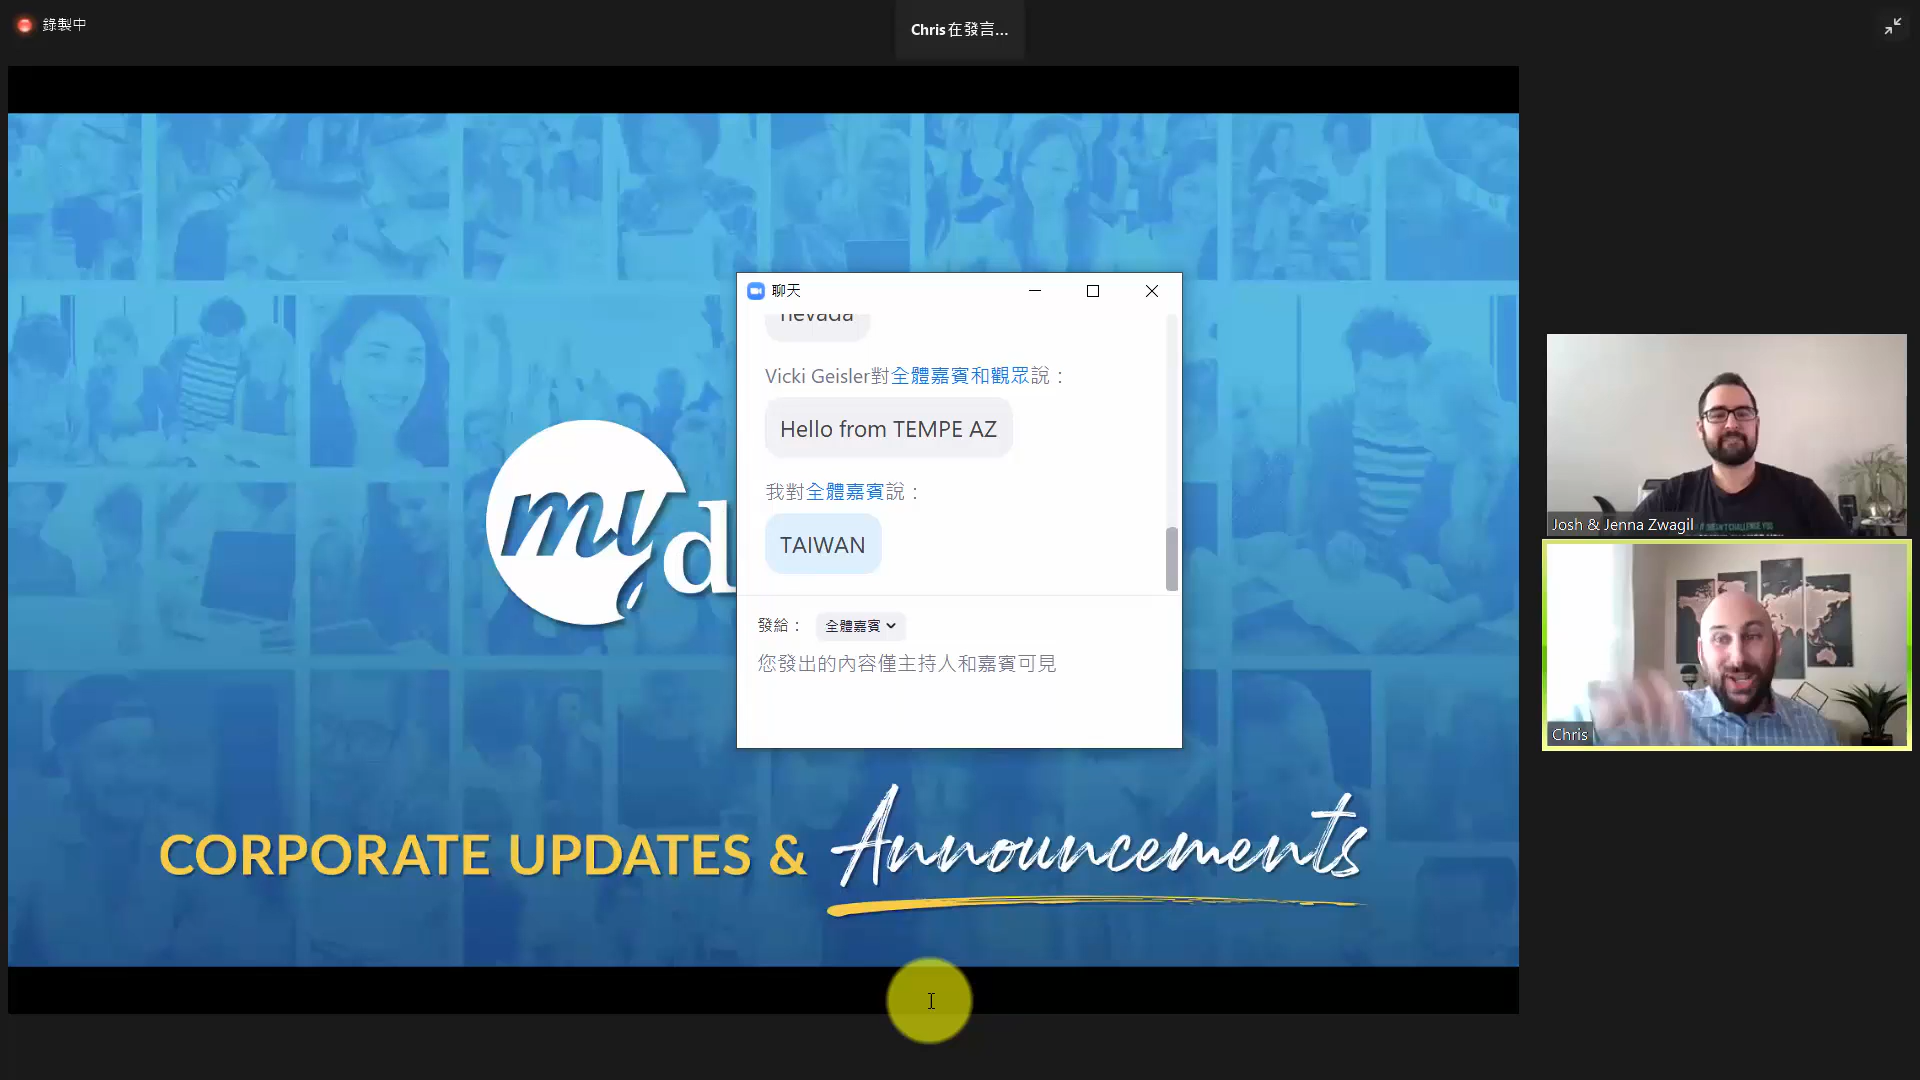 錄製中
Chris在發言...
聊天
nevada
Vicki Geisler對全體嘉賓和觀眾說：
Hello from TEMPE AZ
我對全體嘉賓說：
TAIWAN
發給： 全體嘉賓
您發出的內容僅主持人和嘉賓可見
my d
CORPORATE UPDATES & Announcements
Josh & Jenna Zwagil
Chris